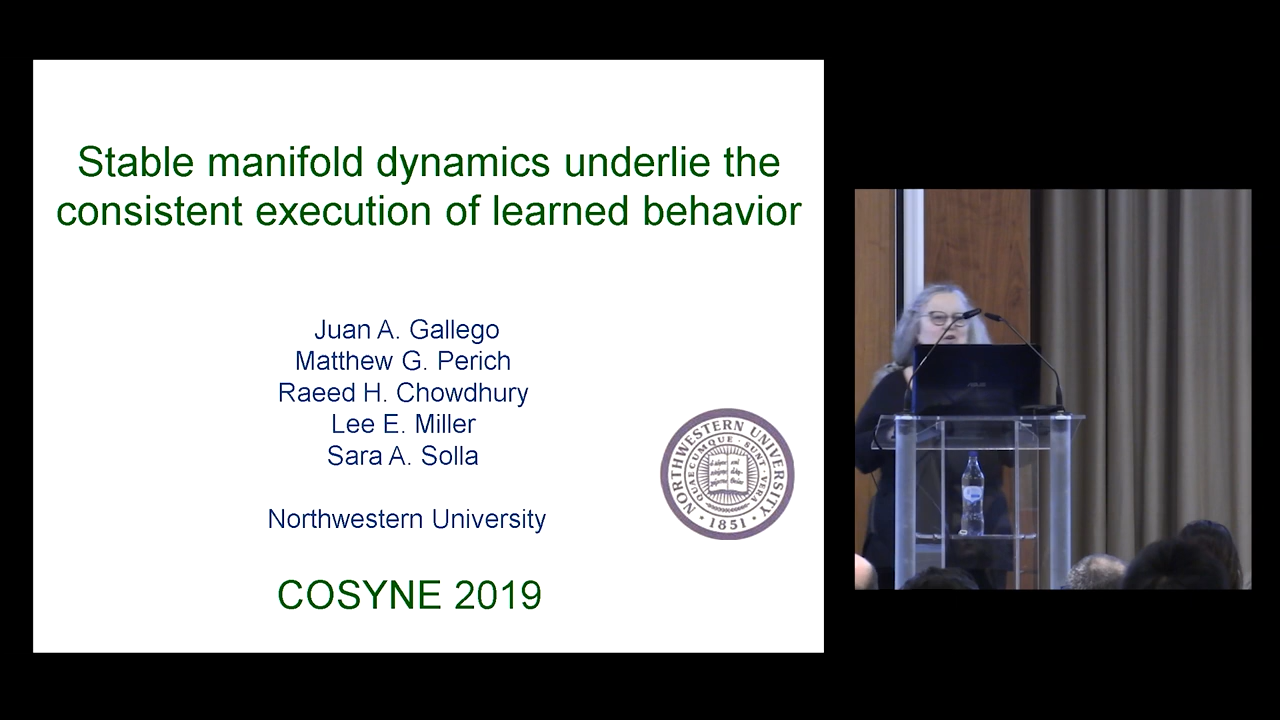 Stable manifold dynamics underlie the
consistent execution of learned behavior
Juan A. Gallego
Matthew G. Perich
Raeed H. Chowdhury
Lee E. Miller
Sara A. Solla
Northwestern University
COSYNE 2019
NORTHWESTERN UNIVERSITY
QUAECUMQUE · SUNT · VERA
1851
ASUS